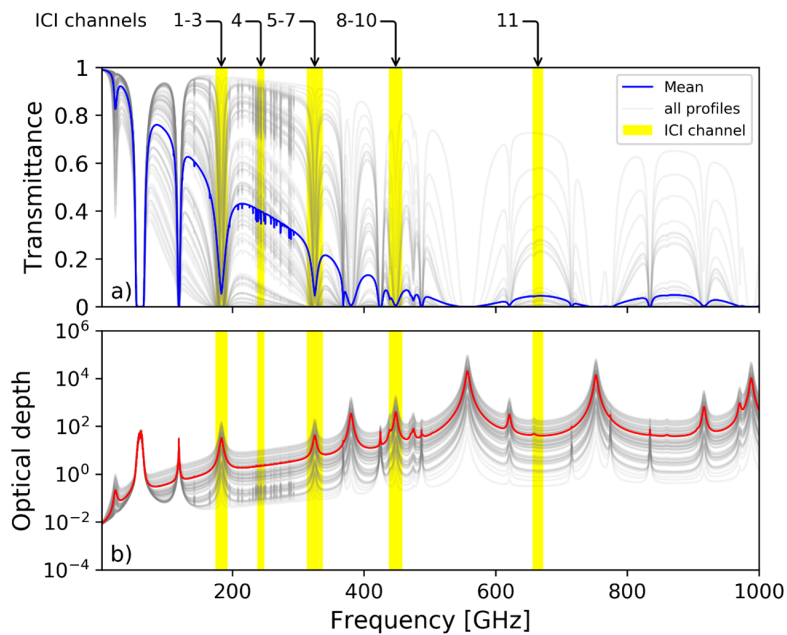 ICI channels 1-3 4 5-7 8-10 11
1
0.8
0.6
0.4
0.2
0
Transmittance
a)
Mean
all profiles
ICI channel
10^6
10^4
10^2
10^0
10^−2
10^−4
Optical depth
b)
200 400 600 800 1000
Frequency [GHz]